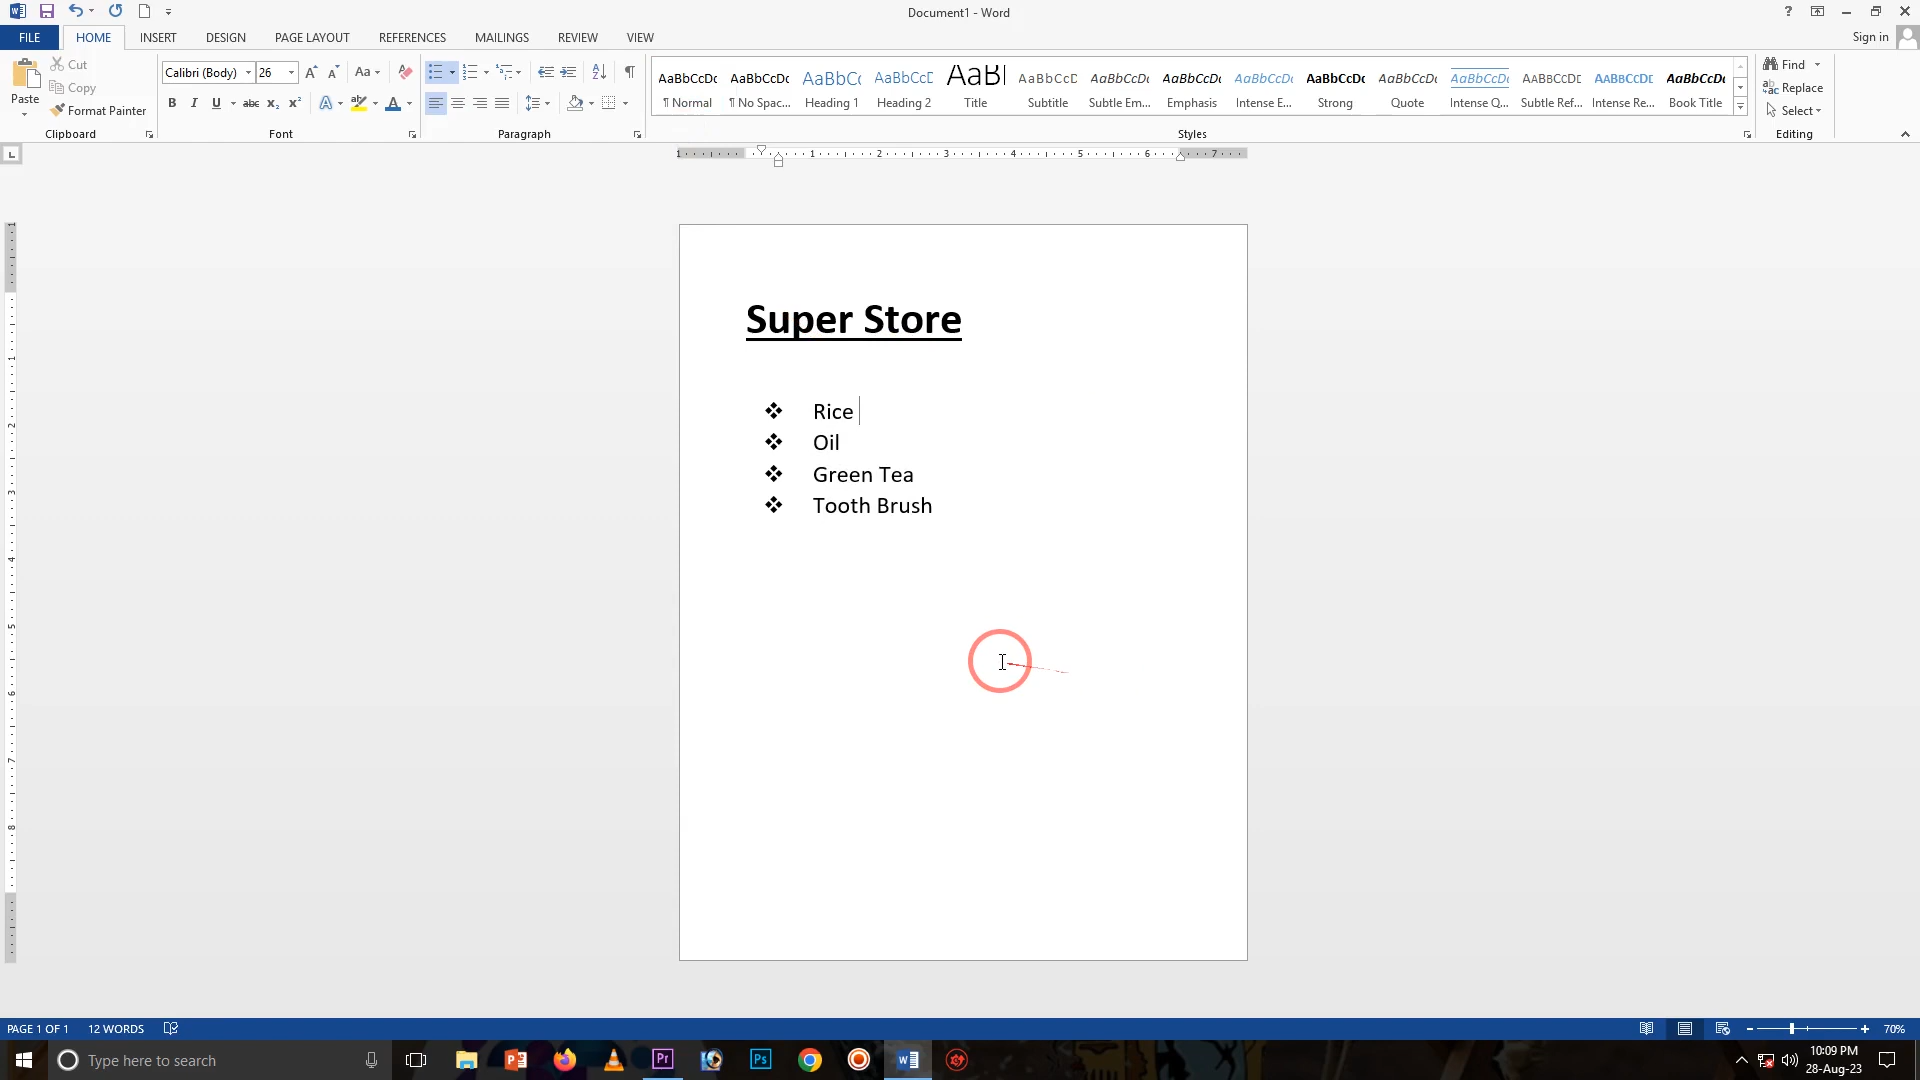 Document1 - Word
FILE HOME INSERT DESIGN PAGE LAYOUT REFERENCES MAILINGS REVIEW VIEW Sign in
Paste
Cut
Copy
Format Painter
Clipboard
Calibri (Body) 26
Font
Paragraph
AaBbCcDc AaBbCcDc AaBbCc AaBbCcD AaBl AaBbCcD AaBbCcDc AaBbCcDc AaBbCcDc AaBbCcDc AaBbCcDc AaBbCcDc AABBCCDC AABBCCDC AaBbCcDc
¶ Normal ¶ No Spac... Heading 1 Heading 2 Title Subtitle Subtle Em... Emphasis Intense E... Strong Quote Intense Q... Subtle Ref... Intense Re... Book Title
Styles
Find
Replace
Select
Editing
Super Store
❖ Rice
❖ Oil
❖ Green Tea
❖ Tooth Brush
PAGE 1 OF 1 12 WORDS 70%
Type here to search
10:09 PM
28-Aug-23